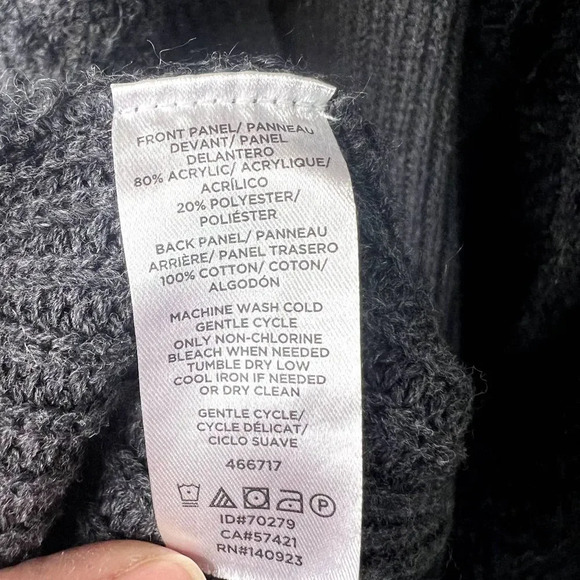 FRONT PANEL/ PANNEAU
DEVANT/ PANEL
DELANTERO
80% ACRYLIC/ ACRYLIQUE/
ACRÍLICO
20% POLYESTER/
POLIÉSTER
BACK PANEL/ PANNEAU
ARRIÈRE/ PANEL TRASERO
100% COTTON/ COTON/
ALGODÓN
MACHINE WASH COLD
GENTLE CYCLE
ONLY NON-CHLORINE
BLEACH WHEN NEEDED
TUMBLE DRY LOW
COOL IRON IF NEEDED
OR DRY CLEAN
GENTLE CYCLE/
CYCLE DÉLICAT/
CICLO SUAVE
466717
P
ID#70279
CA#57421
RN#140923